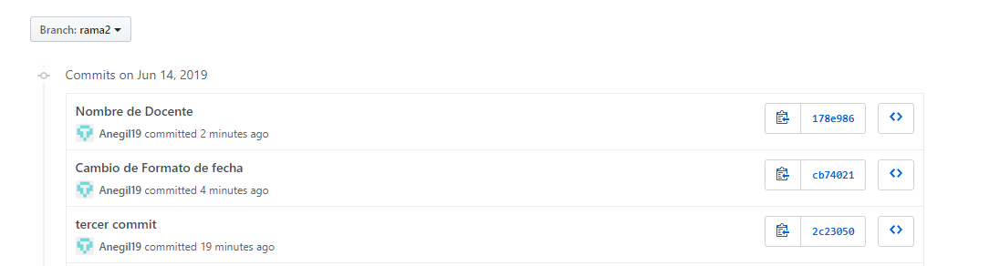 Branch: rama2
Commits on Jun 14, 2019
Nombre de Docente
178e986
Anegil19 committed 2 minutes ago
Cambio de Formato de fecha
cb74021
Anegil19 committed 4 minutes ago
tercer commit
2c23050
Anegil19 committed 19 minutes ago